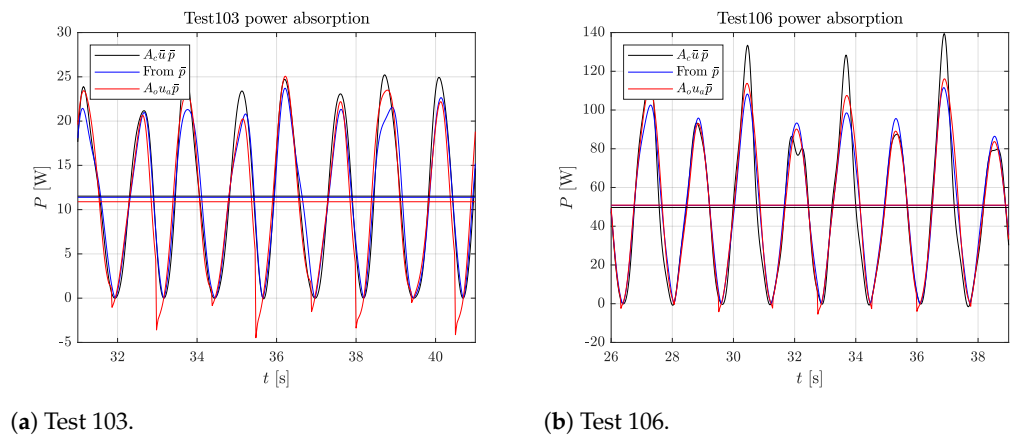 Test103 power absorption
30
25
20
15
10
5
0
-5
P [W]
A_c ū p̄
From p̄
A_o u_a p̄
32
34
36
38
40
t [s]
(a) Test 103.
Test106 power absorption
140
120
100
80
60
40
20
0
-20
P [W]
A_c ū p̄
From p̄
A_o u_a p̄
26
28
30
32
34
36
38
t [s]
(b) Test 106.